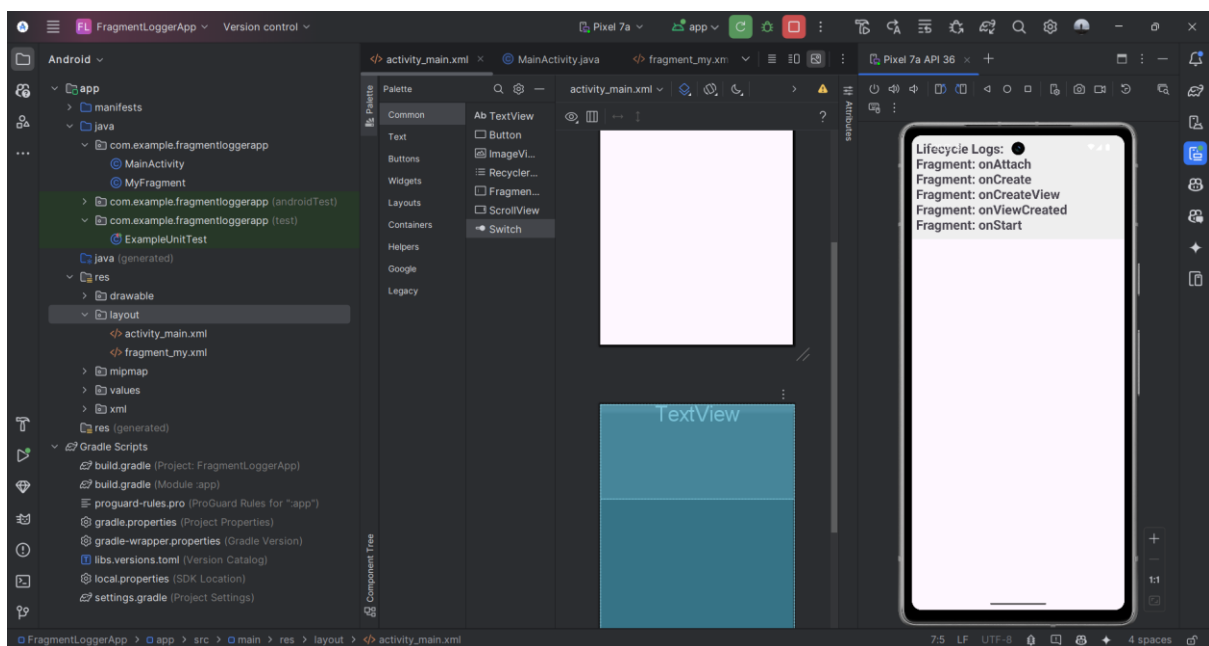 FL FragmentLoggerApp Version control Pixel 7a app
Android
activity_main.xml MainActivity.java fragment_my.xm Pixel 7a API 36
app
manifests
java
com.example.fragmentloggerapp
MainActivity
MyFragment
com.example.fragmentloggerapp (androidTest)
com.example.fragmentloggerapp (test)
ExampleUnitTest
java (generated)
res
drawable
layout
activity_main.xml
fragment_my.xml
mipmap
values
xml
res (generated)
Gradle Scripts
build.gradle (Project: FragmentLoggerApp)
build.gradle (Module :app)
proguard-rules.pro (ProGuard Rules for ":app")
gradle.properties (Project Properties)
gradle-wrapper.properties (Gradle Version)
libs.versions.toml (Version Catalog)
local.properties (SDK Location)
settings.gradle (Project Settings)
Palette
Component Tree
Palette
Common
Text
Buttons
Widgets
Layouts
Containers
Helpers
Google
Legacy
Ab TextView
Button
ImageVi...
Recycler...
Fragmen...
ScrollView
Switch
activity_main.xml
?
TextView
Attributes
Lifecycle Logs:
Fragment: onAttach
Fragment: onCreate
Fragment: onCreateView
Fragment: onViewCreated
Fragment: onStart
1:1
FragmentLoggerApp > app > src > main > res > layout > activity_main.xml 7:5 LF UTF-8 4 spaces